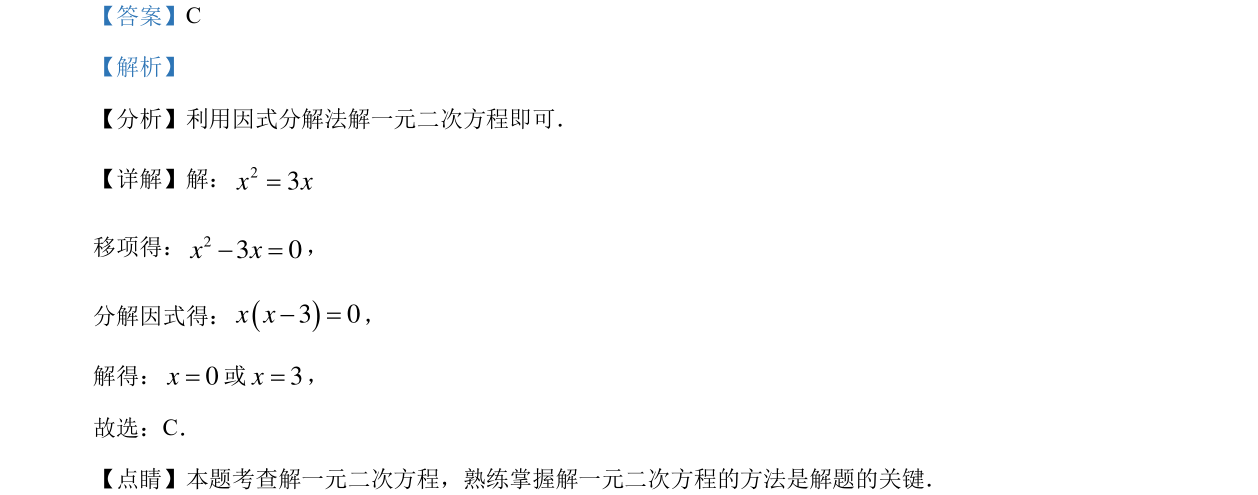 【答案】C
【解析】
【分析】利用因式分解法解一元二次方程即可．
【详解】解：x² = 3x
移项得：x² − 3x = 0，
分解因式得：x(x − 3) = 0，
解得：x = 0 或 x = 3，
故选：C．
【点睛】本题考查解一元二次方程，熟练掌握解一元二次方程的方法是解题的关键．